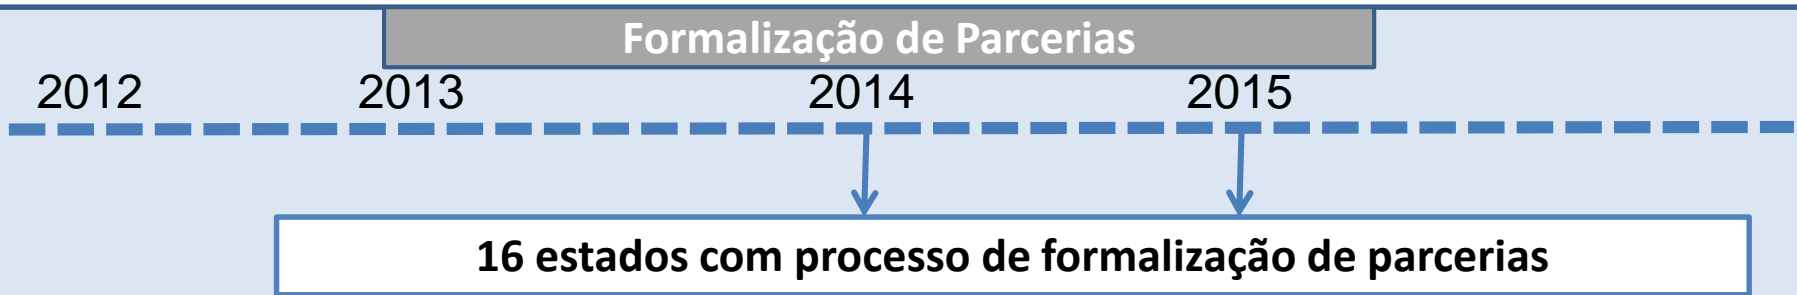 Formalização de Parcerias
2012 2013 2014 2015
16 estados com processo de formalização de parcerias